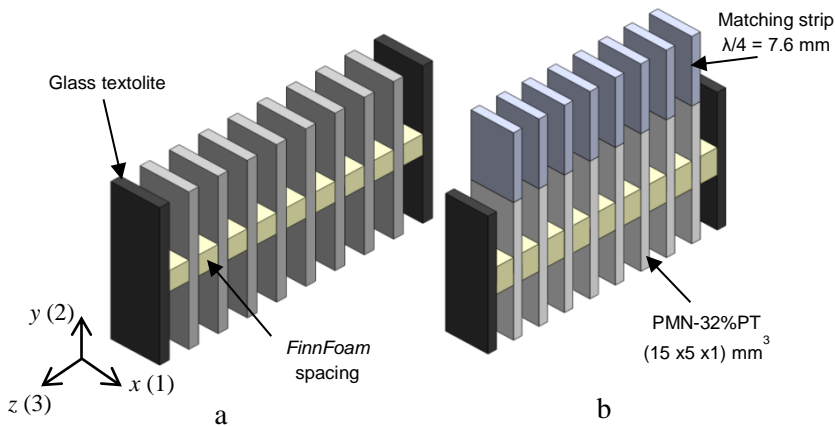 Matching strip
λ/4 = 7.6 mm
Glass textolite
y (2)
FinnFoam
spacing
x (1)
z (3)
PMN-32%PT
(15 x5 x1) mm³
a
b